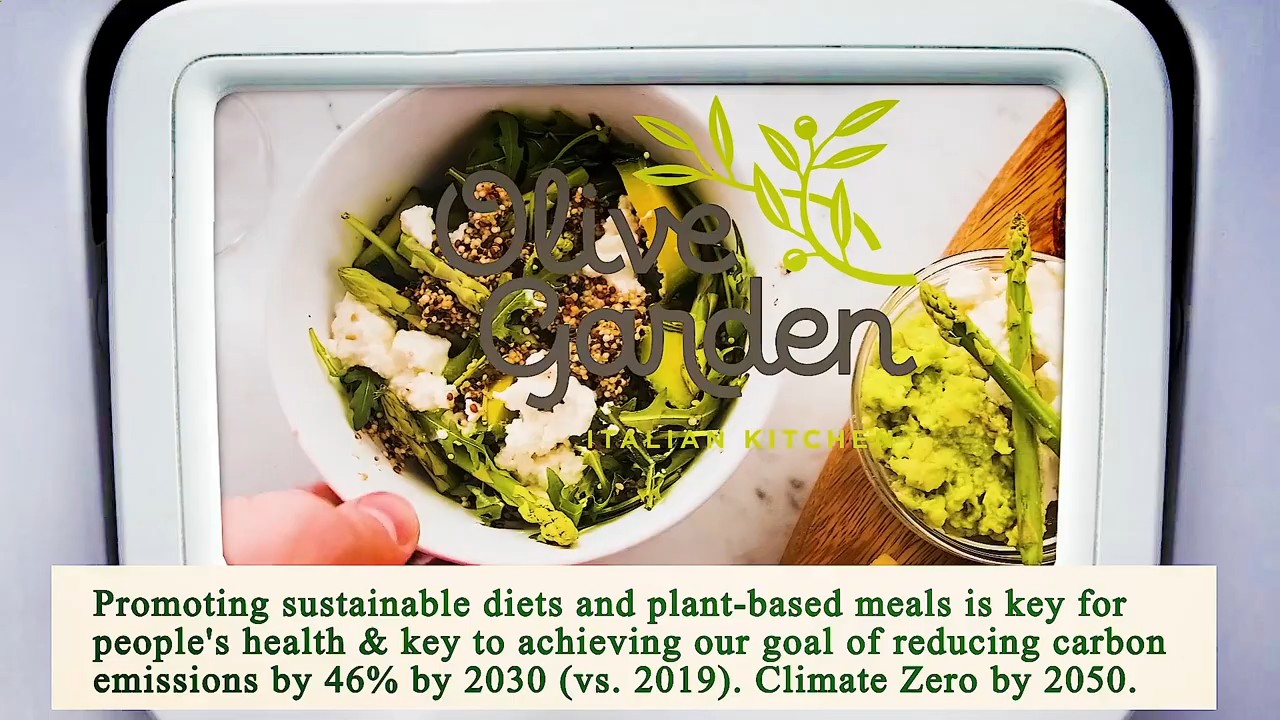 Olive
Garden
ITALIAN KITCHEN
Promoting sustainable diets and plant-based meals is key for
people's health & key to achieving our goal of reducing carbon
emissions by 46% by 2030 (vs. 2019). Climate Zero by 2050.